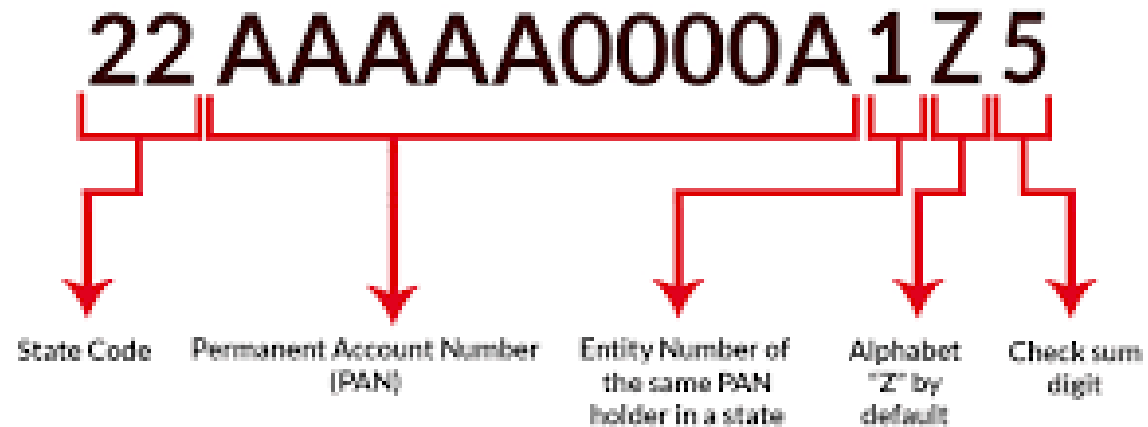 22 AAAAA0000A 1 Z 5
State Code
Permanent Account Number
(PAN)
Entity Number of
the same PAN
holder in a state
Alphabet
"Z" by
default
Check sum
digit